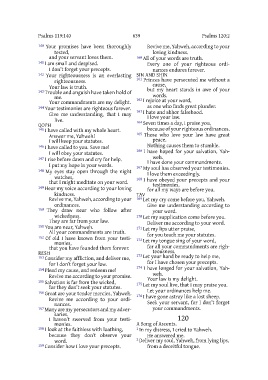 Psalms 119:140 639 Psalms 120:2
140 Your promises have been thoroughly
tested,
and your servant loves them.
141 I am small and despised.
I don't forget your precepts.
142 Your righteousness is an everlasting
righteousness.
Your law is truth.
143 Trouble and anguish have taken hold of
me.
Your commandments are my delight.
144 Your testimonies are righteous forever.
Give me understanding, that I may
live.
QOPH
145 I have called with my whole heart.
Answer me, Yahweh!
I will keep your statutes.
146 I have called to you. Save me!
I will obey your statutes.
147 I rise before dawn and cry for help.
I put my hope in your words.
148 My eyes stay open through the night
watches,
that I might meditate on your word.
149 Hear my voice according to your loving
kindness.
Revive me, Yahweh, according to your
ordinances.
150 They draw near who follow after
wickedness.
They are far from your law.
151 You are near, Yahweh.
All your commandments are truth.
152 Of old I have known from your testi-
monies,
that you have founded them forever.
RESH
153 Consider my affliction, and deliver me,
for I don't forget your law.
154 Plead my cause, and redeem me!
Revive me according to your promise.
155 Salvation is far from the wicked,
for they don't seek your statutes.
156 Great are your tender mercies, Yahweh.
Revive me according to your ordi-
nances.
157 Many are my persecutors and my adver-
saries.
I haven't swerved from your testi-
monies.
158 I look at the faithless with loathing,
because they don't observe your
word.
159 Consider how I love your precepts.
Revive me, Yahweh, according to your
loving kindness.
160 All of your words are truth.
Every one of your righteous ordi-
nances endures forever.
SIN AND SHIN
161 Princes have persecuted me without a
cause,
but my heart stands in awe of your
words.
162 I rejoice at your word,
as one who finds great plunder.
163 I hate and abhor falsehood.
I love your law.
164 Seven times a day, I praise you,
because of your righteous ordinances.
165 Those who love your law have great
peace.
Nothing causes them to stumble.
166 I have hoped for your salvation, Yah-
weh.
I have done your commandments.
167 My soul has observed your testimonies.
I love them exceedingly.
168 I have obeyed your precepts and your
testimonies,
for all my ways are before you.
TAV
169 Let my cry come before you, Yahweh.
Give me understanding according to
your word.
170 Let my supplication come before you.
Deliver me according to your word.
171 Let my lips utter praise,
for you teach me your statutes.
172 Let my tongue sing of your word,
for all your commandments are righ-
teousness.
173 Let your hand be ready to help me,
for I have chosen your precepts.
174 I have longed for your salvation, Yah-
weh.
Your law is my delight.
175 Let my soul live, that I may praise you.
Let your ordinances help me.
176 I have gone astray like a lost sheep.
Seek your servant, for I don't forget
your commandments.
120
A Song of Ascents.
1 In my distress, I cried to Yahweh.
He answered me.
2 Deliver my soul, Yahweh, from lying lips,
from a deceitful tongue.